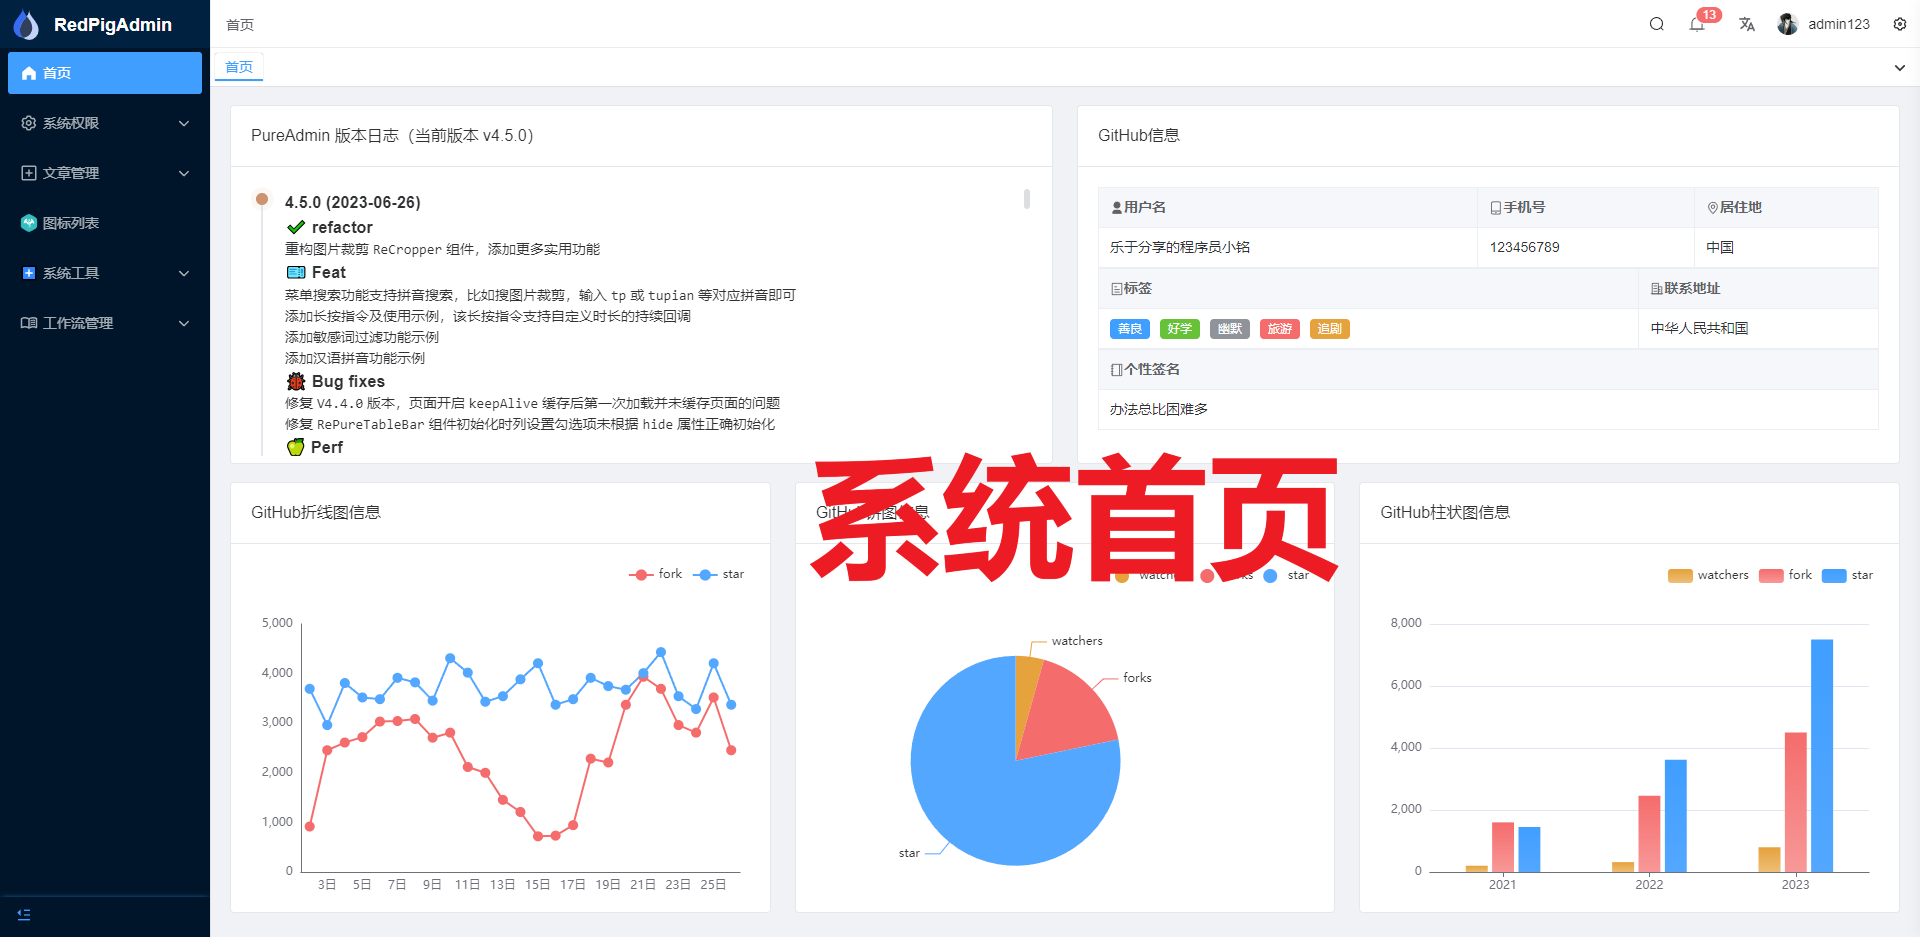 RedPigAdmin
首页
系统权限
文章管理
图标列表
系统工具
工作流管理
首页
13
admin123
首页
PureAdmin 版本日志（当前版本 v4.5.0）
4.5.0 (2023-06-26)
refactor
重构图片裁剪 ReCropper 组件，添加更多实用功能
Feat
菜单搜索功能支持拼音搜索，比如搜图片裁剪，输入 tp 或 tupian 等对应拼音即可
添加长按指令及使用示例，该长按指令支持自定义时长的持续回调
添加敏感词过滤功能示例
添加汉语拼音功能示例
Bug fixes
修复 V4.4.0 版本，页面开启 keepAlive 缓存后第一次加载并未缓存页面的问题
修复 RePureTableBar 组件初始化时列设置勾选项未根据 hide 属性正确初始化
Perf
GitHub信息
用户名 手机号 居住地
乐于分享的程序员小铭 123456789 中国
标签 联系地址
善良 好学 幽默 旅游 追剧 中华人民共和国
个性签名
办法总比困难多
系统首页
GitHub折线图信息
fork star
5,000
4,000
3,000
2,000
1,000
0
3日 5日 7日 9日 11日 13日 15日 17日 19日 21日 23日 25日
star
watchers
forks
star
GitHub柱状图信息
watchers fork star
8,000
6,000
4,000
2,000
0
2021 2022 2023